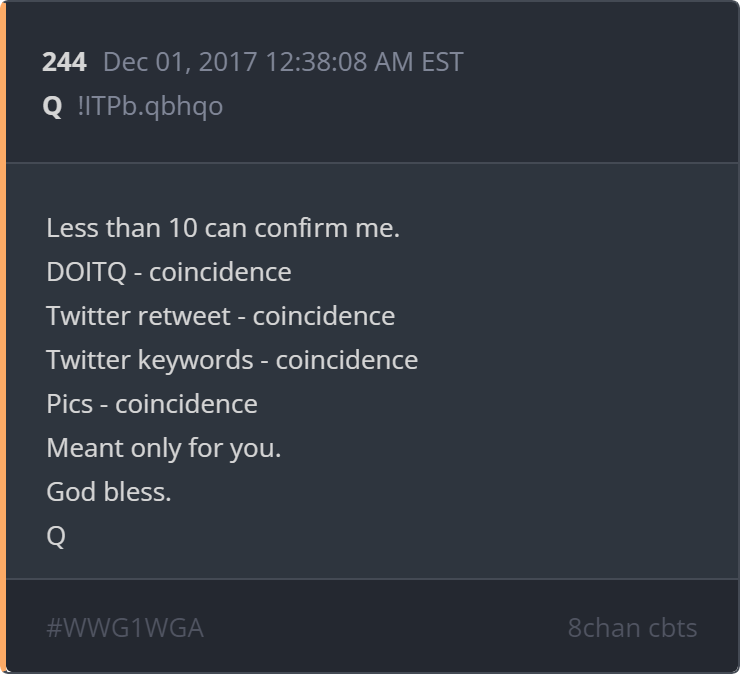 244 Dec 01, 2017 12:38:08 AM EST
Q !ITPb.qbhqo
Less than 10 can confirm me.
DOITQ - coincidence
Twitter retweet - coincidence
Twitter keywords - coincidence
Pics - coincidence
Meant only for you.
God bless.
Q
#WWG1WGA 8chan cbts